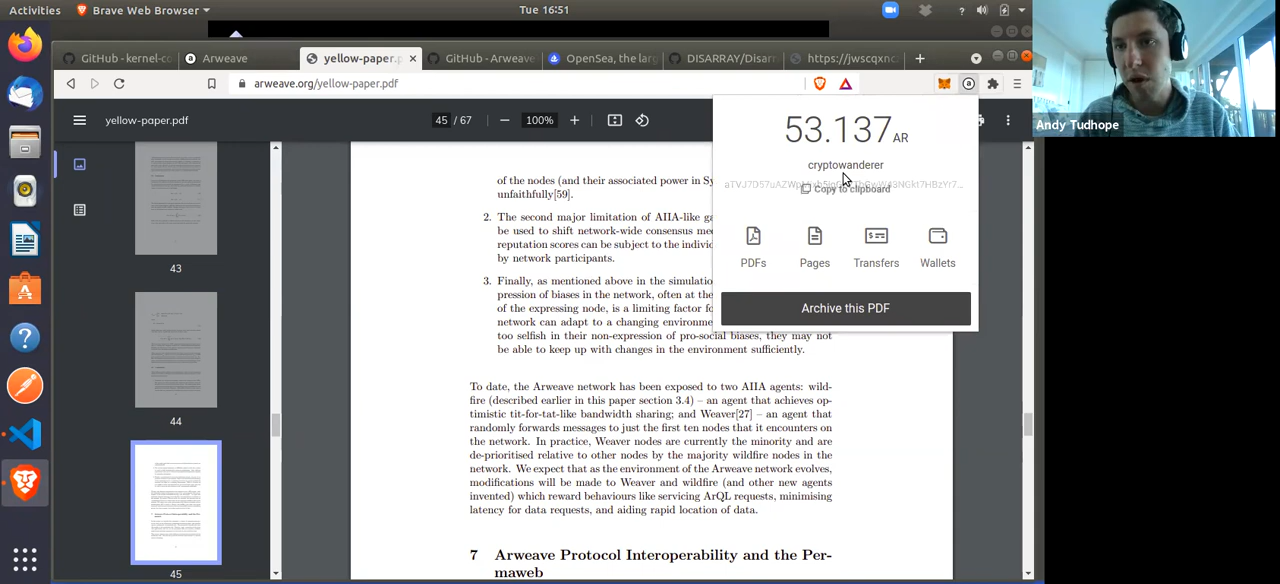 Activities
Brave Web Browser
Tue 16:51
GitHub - kernel-co
Arweave
yellow-paper.p
GitHub - Arweave
OpenSea, the larg
DISARRAY/Disarr
https://jwscqxnc
arweave.org/yellow-paper.pdf
yellow-paper.pdf
45 / 67
100%
43
44
45
of the nodes (and their associated power in Sy
unfaithfully[59].
2. The second major limitation of AIIA-like ga
be used to shift network-wide consensus me
reputation scores can be subject to the individ
by network participants.
3. Finally, as mentioned above in the simulatio
pression of biases in the network, often at the
of the expressing node, is a limiting factor fo
network can adapt to a changing environme
too selfish in their non-expression of pro-social biases, they may not
be able to keep up with changes in the environment sufficiently.
To date, the Arweave network has been exposed to two AIIA agents: wild-
fire (described earlier in this paper section 3.4) – an agent that achieves op-
timistic tit-for-tat-like bandwidth sharing; and Weaver[27] – an agent that
randomly forwards messages to just the first ten nodes that it encounters on
the network. In practice, Weaver nodes are currently the minority and are
de-prioritised relative to other nodes by the majority wildfire nodes in the
network. We expect that as the environment of the Arweave network evolves,
modifications will be made to Weaver and wildfire (and other new agents
invented) which reward behaviours like servicing ArQL requests, minimising
latency for data requests, and aiding rapid location of data.
7 Arweave Protocol Interoperability and the Per-
maweb
53.137 AR
cryptowanderer
Copy to clipboard
PDFs
Pages
Transfers
Wallets
Archive this PDF
Andy Tudhope